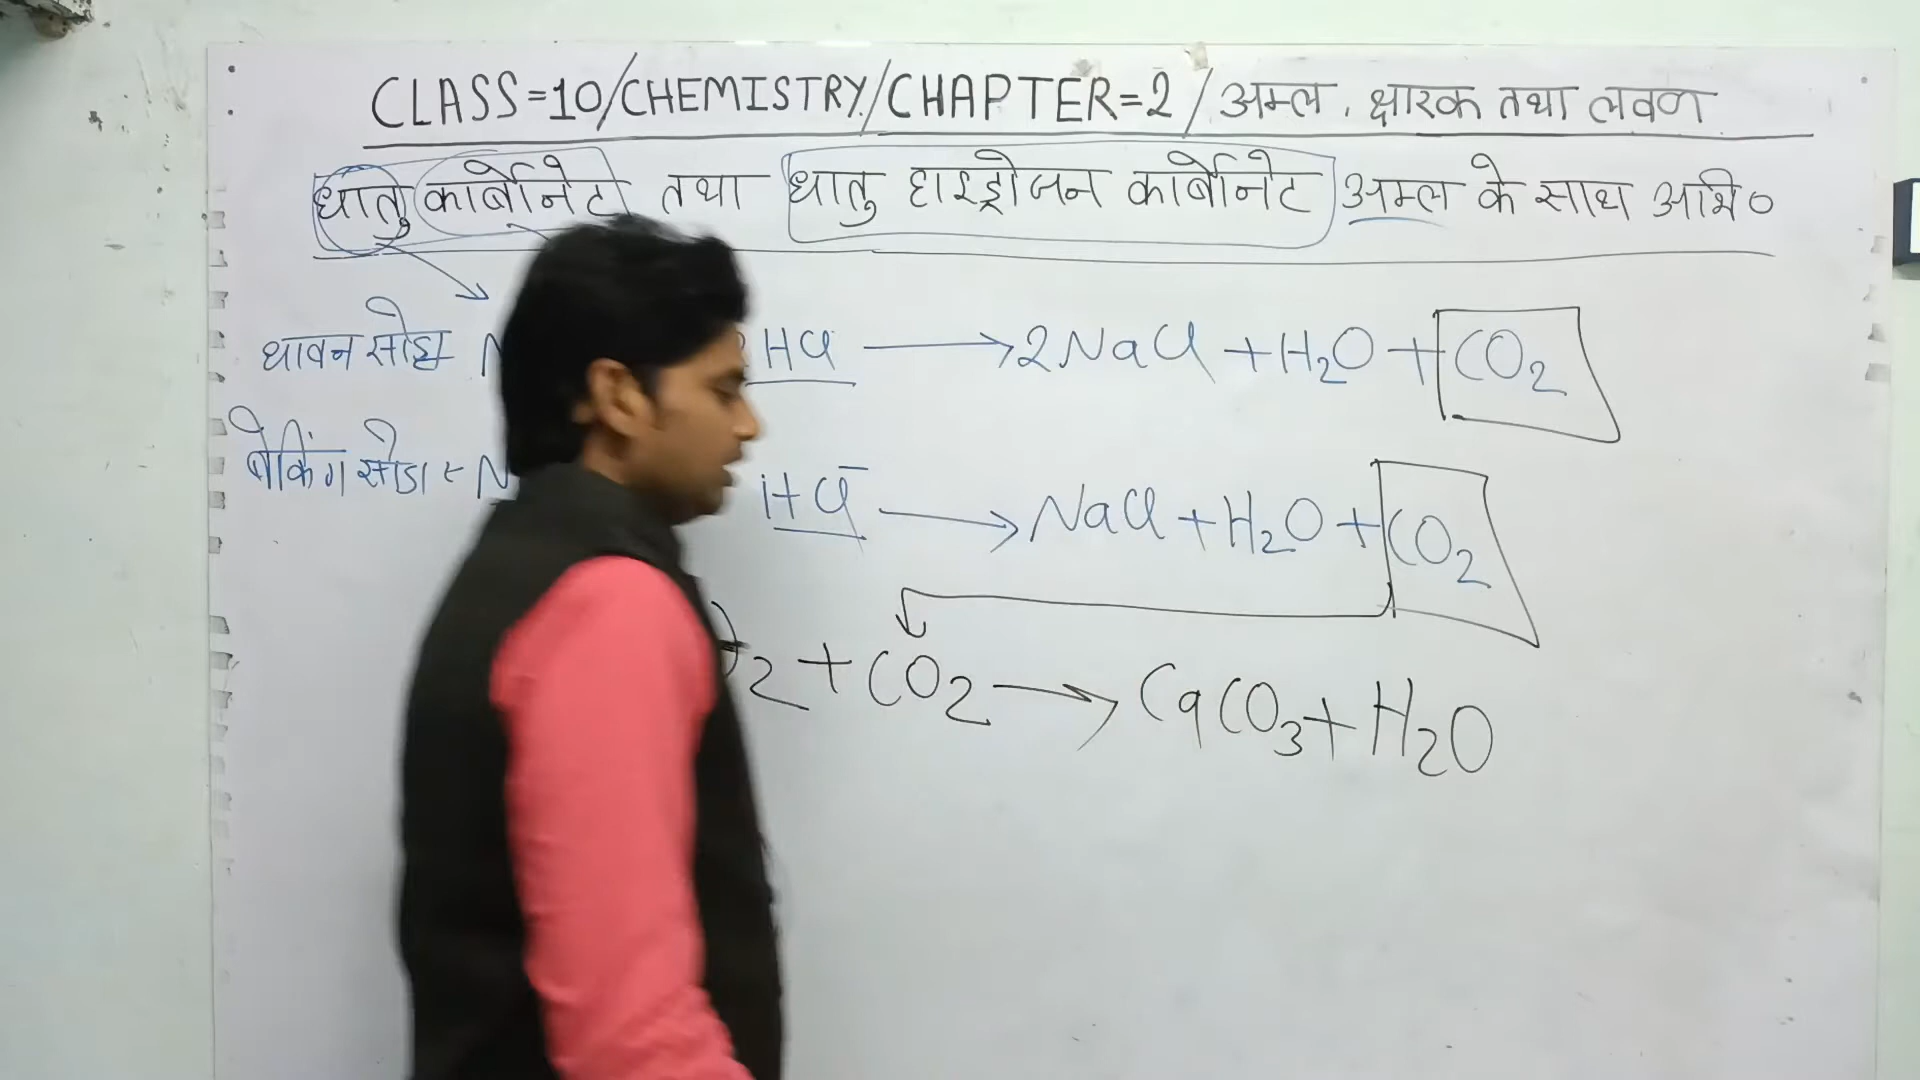 CLASS=10/CHEMISTRY/CHAPTER=2/अम्ल, क्षारक तथा लवण
धातु कार्बोनेट तथा धातु हाइड्रोजन कार्बोनेट अम्ल के साथ अभि०
धावन सोडा N HCl → 2NaCl + H2O + CO2
बेकिंग सोडा N HCl → NaCl + H2O + CO2
)2 + CO2 → CaCO3 + H2O